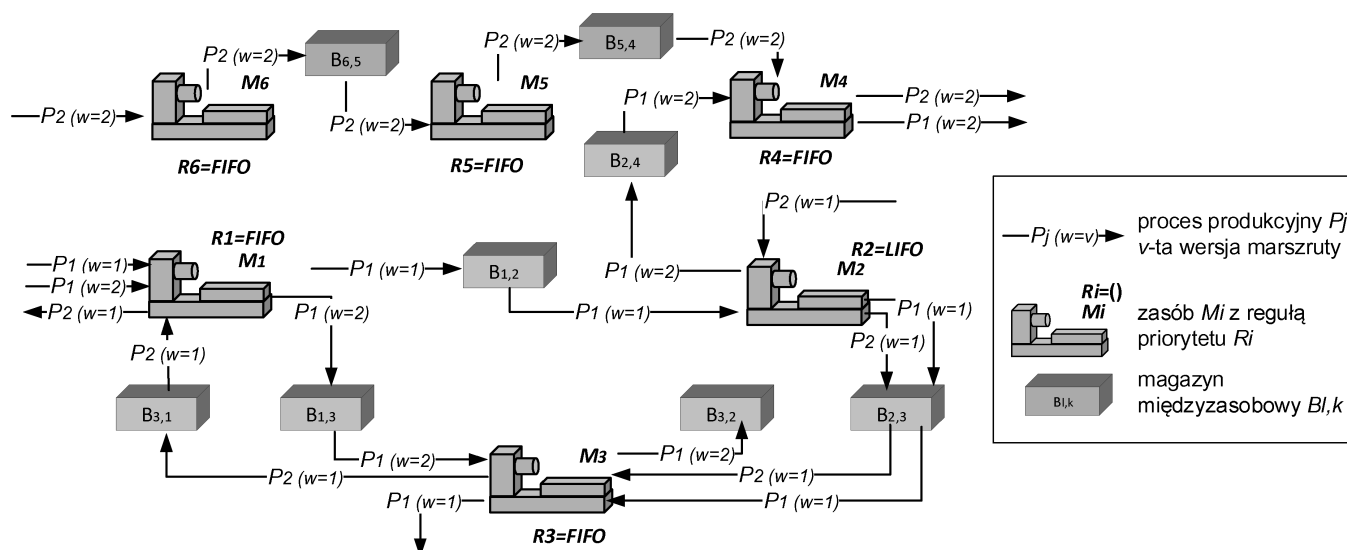 P2 (w=2)
B6,5
P2 (w=2)
B5,4
P2 (w=2)
M6
M5
M4
P2 (w=2)
P2 (w=2)
P1 (w=2)
P2 (w=2)
P1 (w=2)
R6=FIFO
R5=FIFO
B2,4
R4=FIFO
P2 (w=1)
R1=FIFO
M1
R2=LIFO
M2
P1 (w=1)
P1 (w=2)
P2 (w=1)
P1 (w=1)
B1,2
P1 (w=2)
P1 (w=2)
P1 (w=1)
P1 (w=1)
P2 (w=1)
P2 (w=1)
B3,1
B1,3
B3,2
B2,3
P1 (w=2)
M3
P1 (w=2)
P2 (w=1)
P2 (w=1)
P1 (w=1)
P1 (w=1)
R3=FIFO
Pj (w=v)
proces produkcyjny Pj
v-ta wersja marszruty
Ri=()
Mi
zasób Mi z regułą
priorytetu Ri
Bl,k
magazyn
międzyzasobowy Bl,k